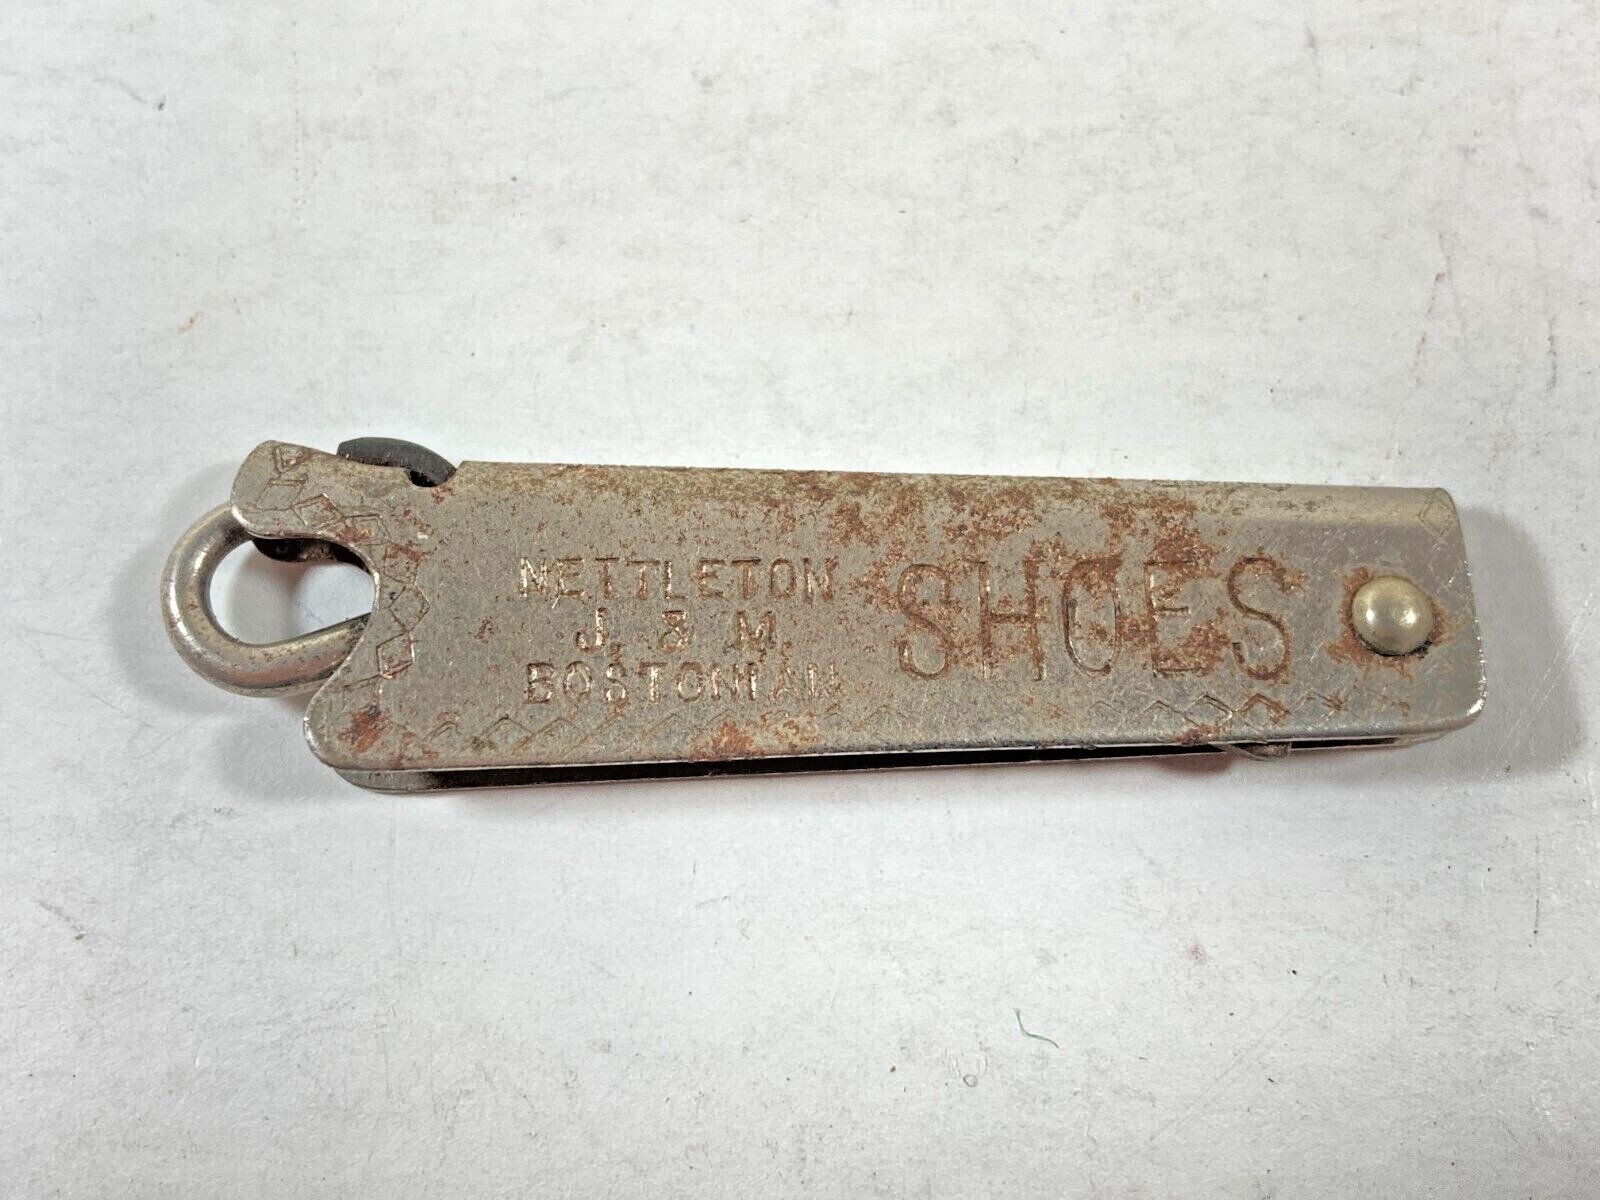 NETTLETON
J. & M.
BOSTONIAN
SHOES